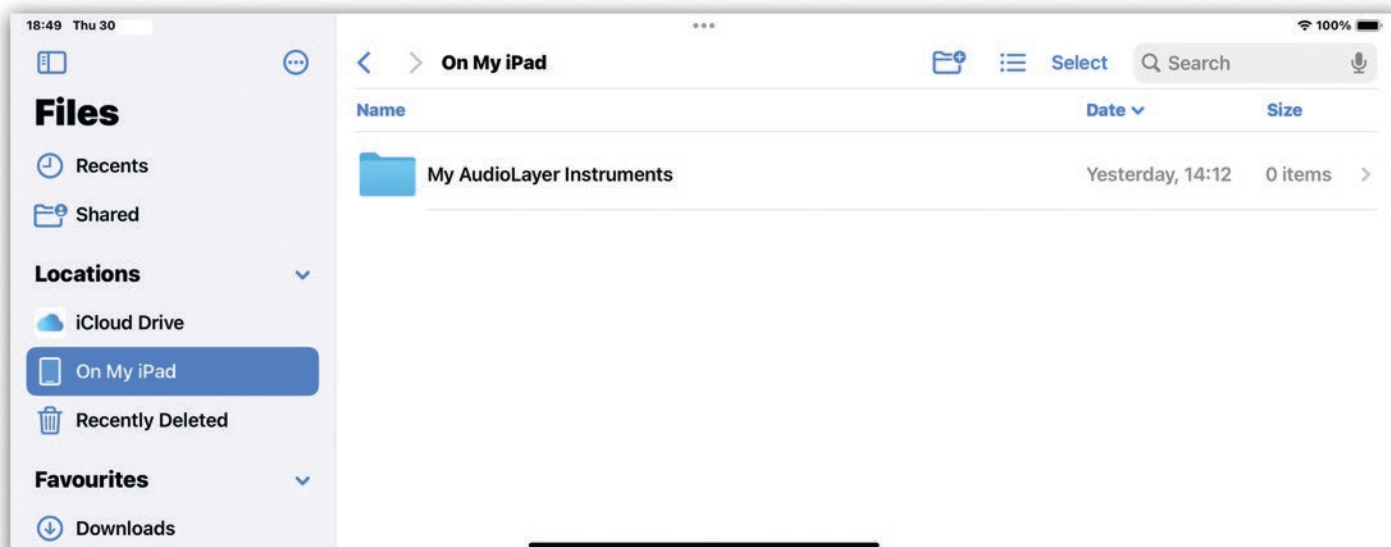 18:49 Thu 30
100%
Files
Recents
Shared
Locations
iCloud Drive
On My iPad
Recently Deleted
Favourites
Downloads
On My iPad
Select
Search
Name
Date
Size
My AudioLayer Instruments
Yesterday, 14:12
0 items